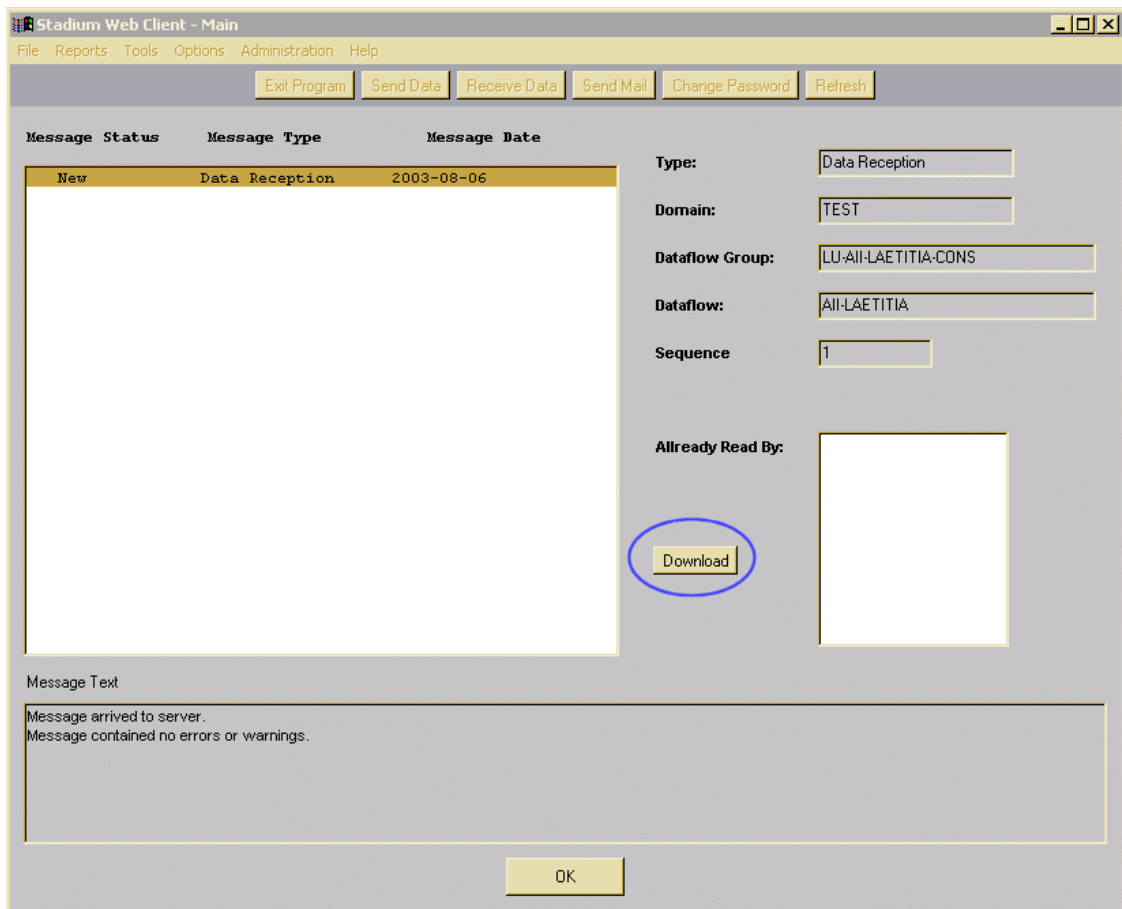 Stadium Web Client - Main
File Reports Tools Options Administration Help
Exit Program Send Data Receive Data Send Mail Change Password Refresh
Message Status Message Type Message Date
New Data Reception 2003-08-06
Type: Data Reception
Domain: TEST
Dataflow Group: LU-All-LAETITIA-CONS
Dataflow: All-LAETITIA
Sequence 1
Allready Read By:
Download
Message Text
Message arrived to server.
Message contained no errors or warnings.
OK